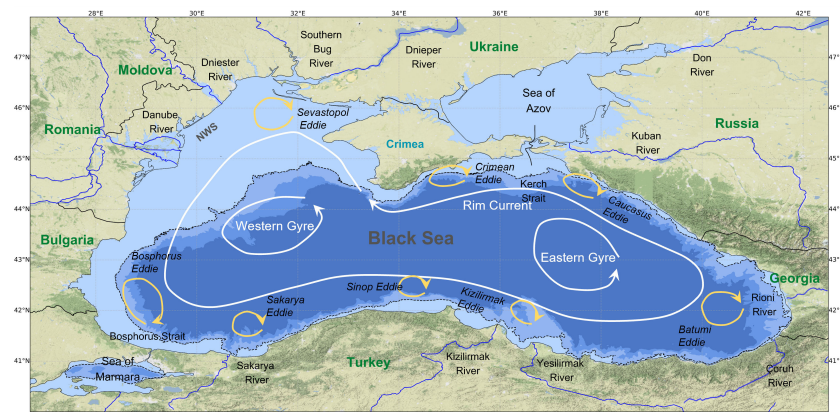 28°E 30°E 32°E 34°E 36°E 38°E 40°E 42°E
47°N
46°N
45°N
44°N
43°N
42°N
41°N
Moldova
Dniester
River
Southern
Bug
River
Dnieper
River
Ukraine
Don
River
Romania
Danube
River
NWS
Sevastopol
Eddie
Crimea
Sea of
Azov
Kuban
River
Russia
Crimean
Eddie
Kerch
Strait
Caucasus
Eddie
Rim Current
Western Gyre
Black Sea
Eastern Gyre
Bulgaria
Bosphorus
Eddie
Bosphorus Strait
Sakarya
Eddie
Sinop Eddie
Kizilirmak
Eddie
Batumi
Eddie
Georgia
Rioni
River
Sea of
Marmara
Sakarya
River
Turkey
Kizilirmak
River
Yesilirmak
River
Çoruh
River